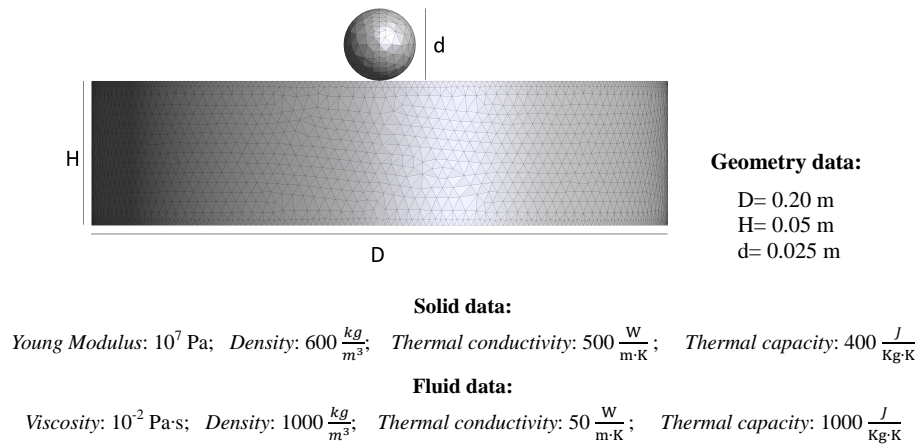 d
H
D
Geometry data:
D= 0.20 m
H= 0.05 m
d= 0.025 m
Solid data:
Young Modulus: 10⁷ Pa; Density: 600 kg/m³; Thermal conductivity: 500 W/m·K ; Thermal capacity: 400 J/Kg·K
Fluid data:
Viscosity: 10⁻² Pa·s; Density: 1000 kg/m³; Thermal conductivity: 50 W/m·K ; Thermal capacity: 1000 J/Kg·K